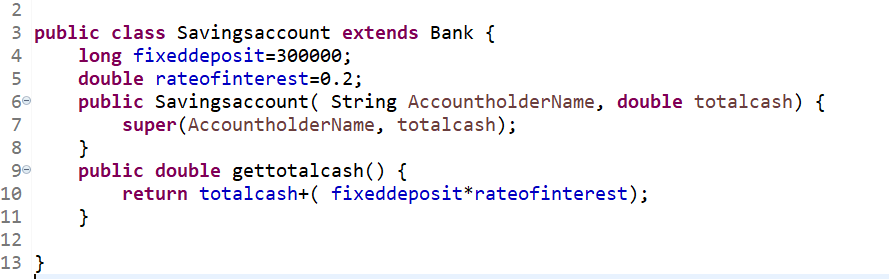 2
3 public class Savingsaccount extends Bank {
4     long fixeddeposit=300000;
5     double rateofinterest=0.2;
6     public Savingsaccount( String AccountholderName, double totalcash) {
7         super(AccountholderName, totalcash);
8     }
9     public double gettotalcash() {
10         return totalcash+( fixeddeposit*rateofinterest);
11     }
12
13 }